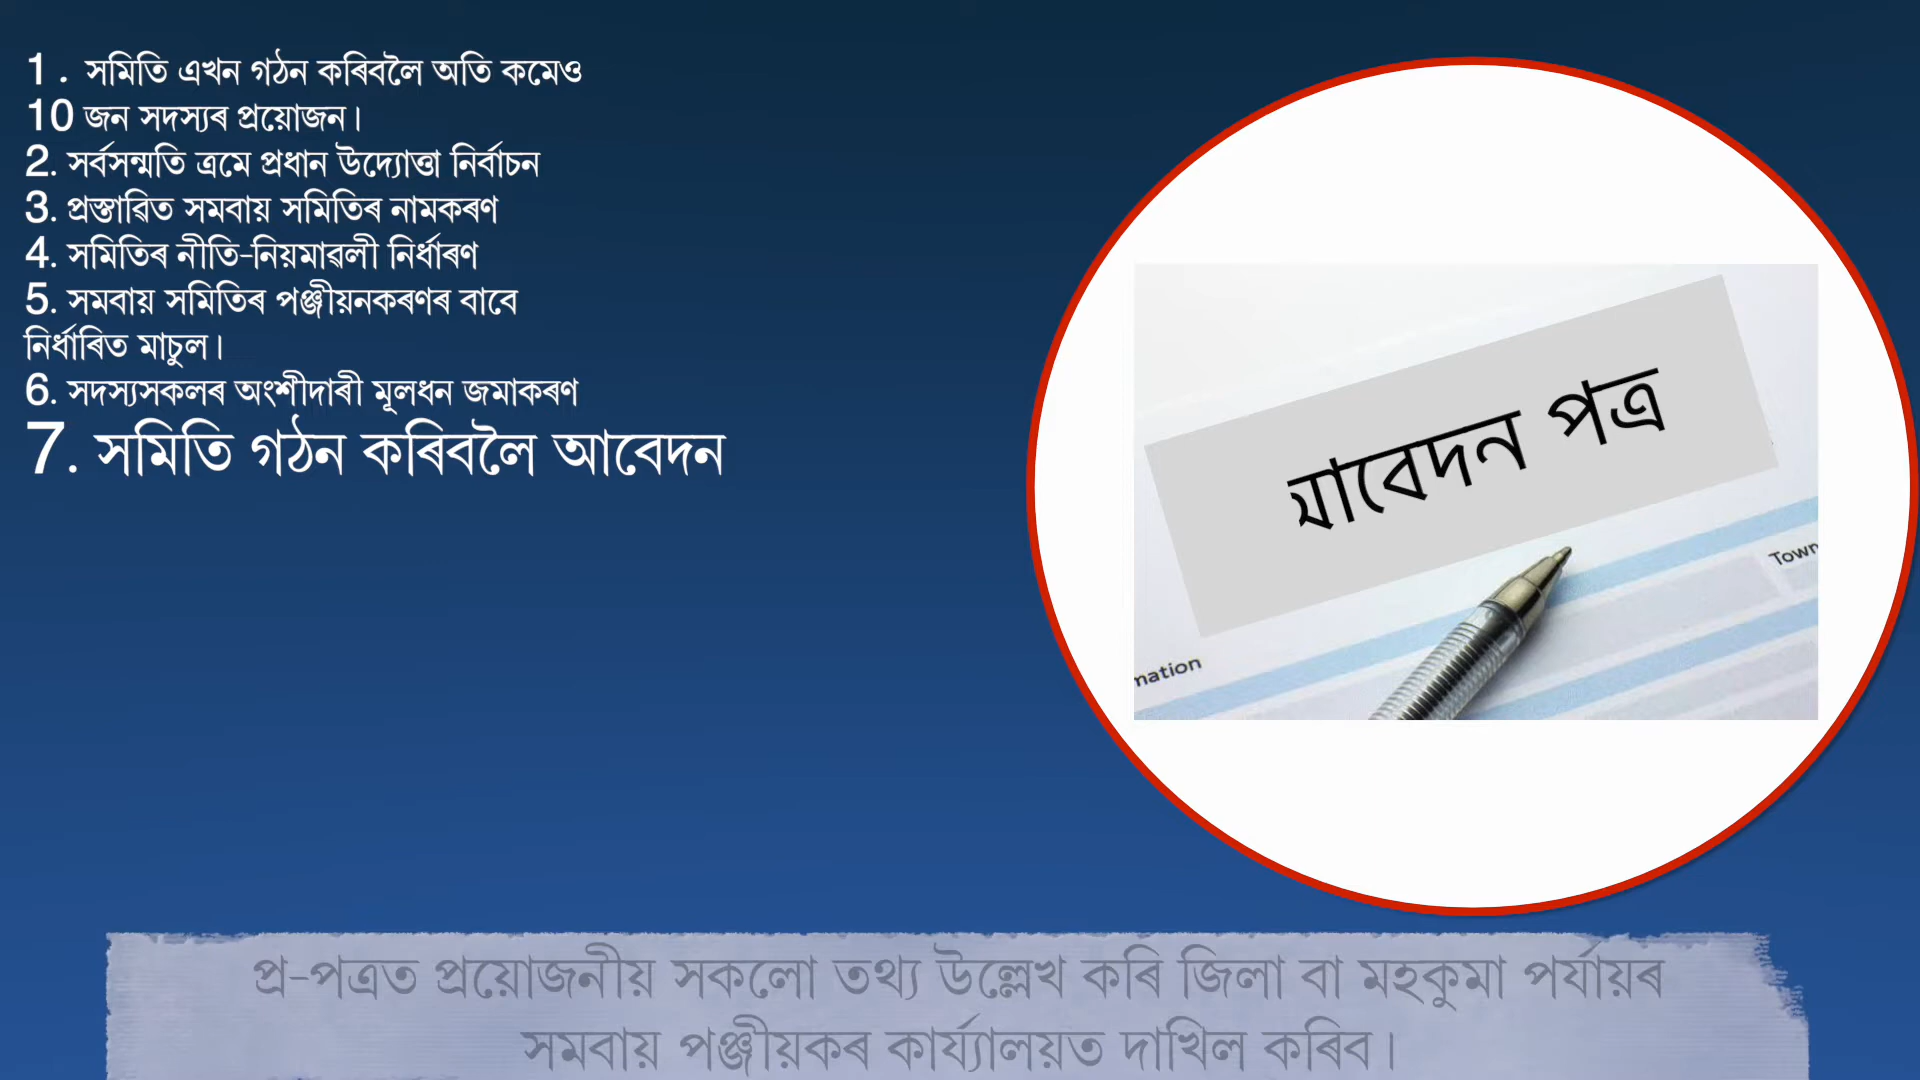 1 . সমিতি এখন গঠন কৰিবলৈ অতি কমেও
10 জন সদস্যৰ প্ৰয়োজন।
2. সৰ্বসন্মতি ত্ৰমে প্ৰধান উদ্যোত্তা নিৰ্বাচন
3. প্ৰস্তাৱিত সমবায় সমিতিৰ নামকৰণ
4. সমিতিৰ নীতি-নিয়মাৱলী নিৰ্ধাৰণ
5. সমবায় সমিতিৰ পঞ্জীয়নকৰণৰ বাবে
নিৰ্ধাৰিত মাচুল।
6. সদস্যসকলৰ অংশীদাৰী মূলধন জমাকৰণ
7. সমিতি গঠন কৰিবলৈ আবেদন
পত্ৰ
Town
mation
প্ৰ-পত্ৰত প্ৰয়োজনীয় সকলো তথ্য উল্লেখ কৰি জিলা বা মহকুমা পৰ্যায়ৰ
সমবায় পঞ্জীয়কৰ কাৰ্য্যালয়ত দাখিল কৰিব।